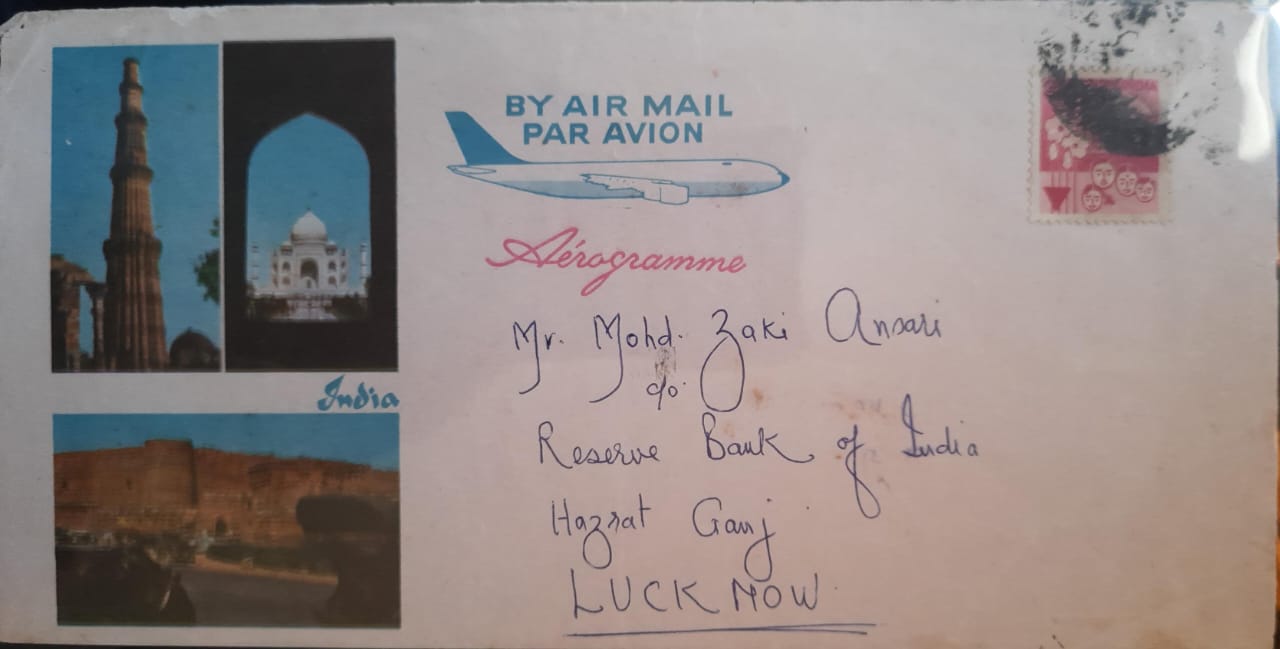 BY AIR MAIL
PAR AVION
Aérogramme
Mr. Mohd. Zaki Ansari
c/o.
Reserve Bank of India
Hazrat Ganj
LUCKNOW
India